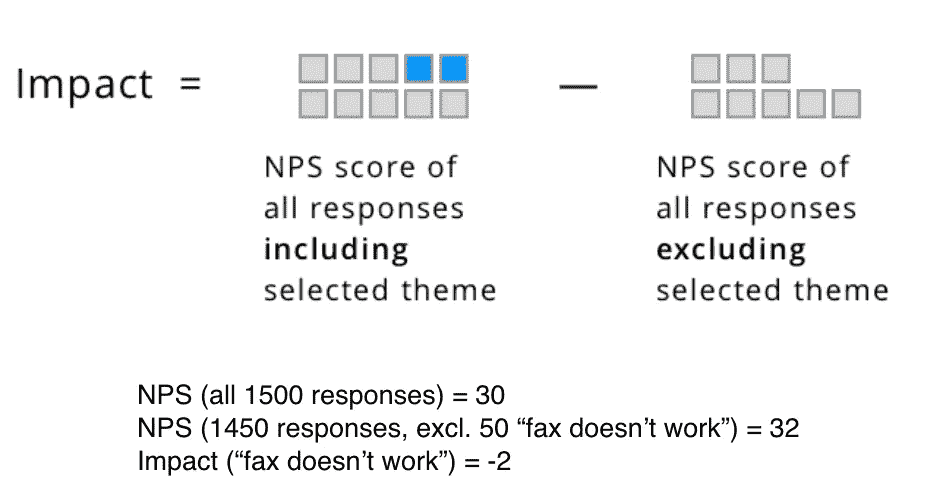 Impact = —
NPS score of
all responses
including
selected theme
NPS score of
all responses
excluding
selected theme
NPS (all 1500 responses) = 30
NPS (1450 responses, excl. 50 “fax doesn’t work”) = 32
Impact (“fax doesn’t work”) = -2